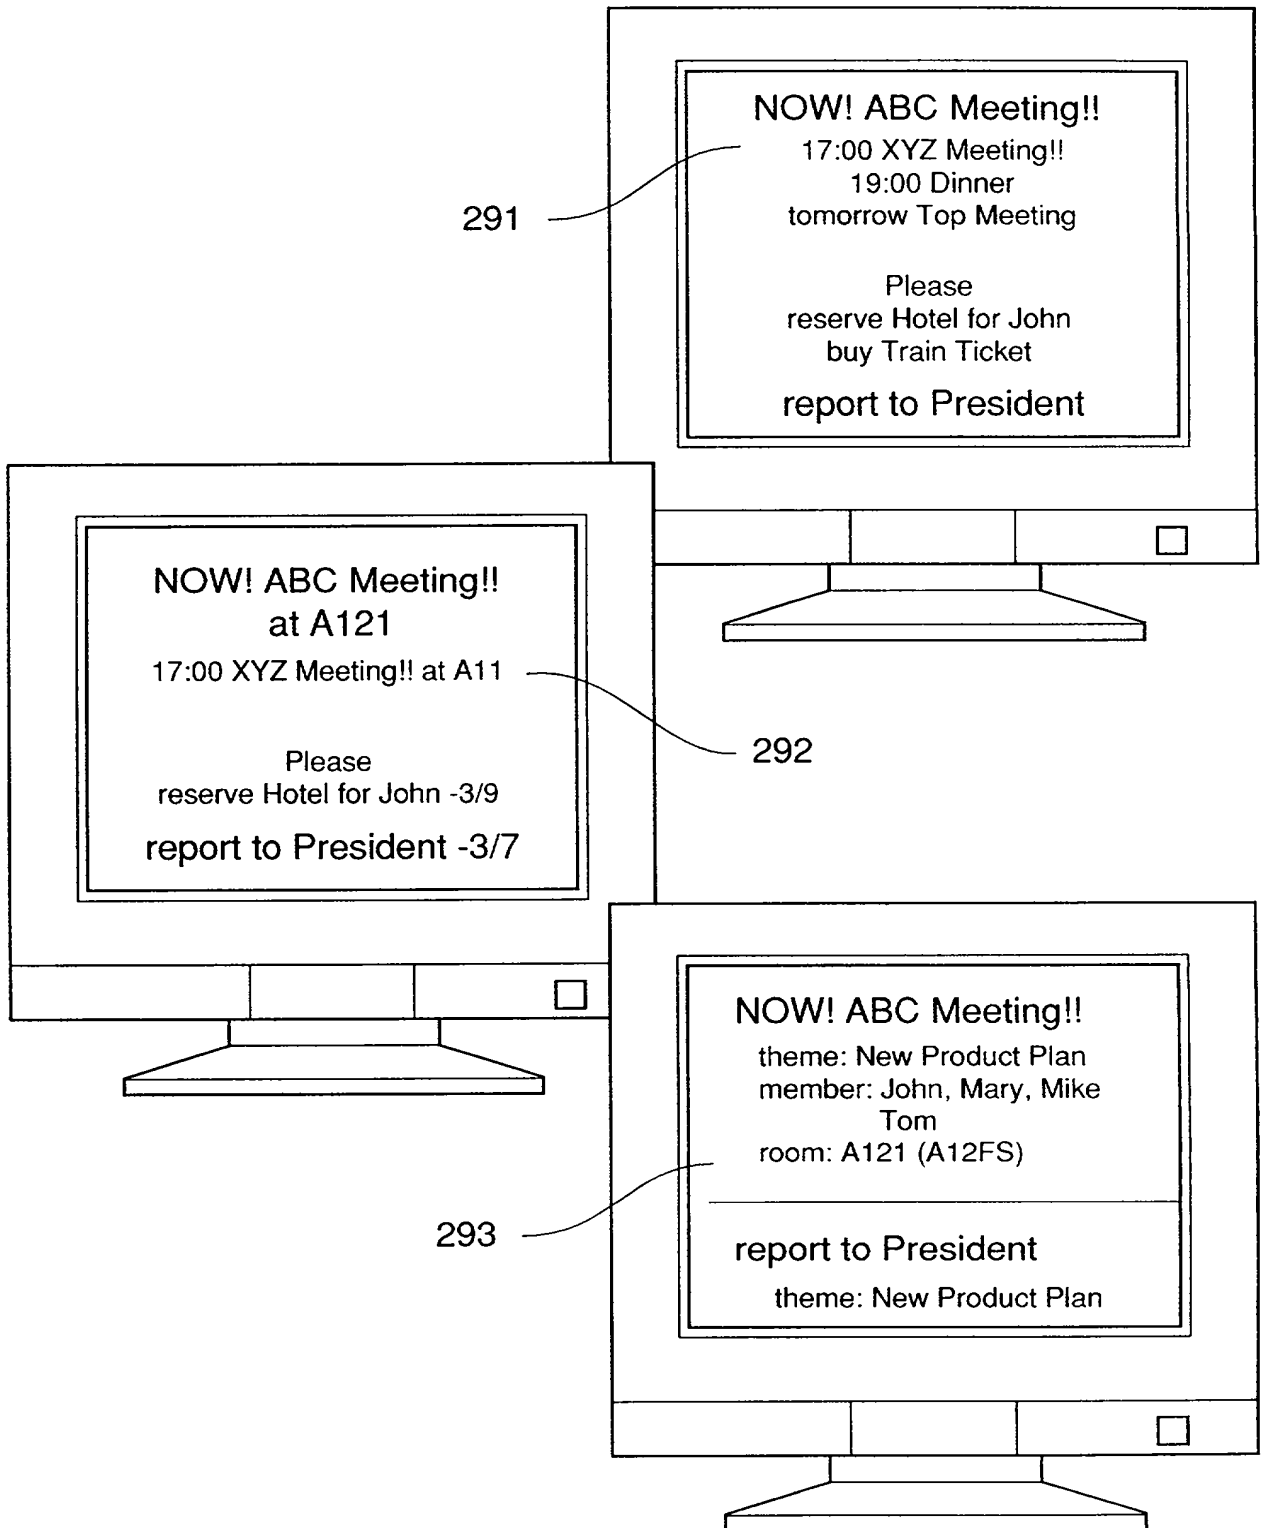 NOW! ABC Meeting!!
17:00 XYZ Meeting!!
19:00 Dinner
tomorrow Top Meeting
Please
reserve Hotel for John
buy Train Ticket
report to President
291
NOW! ABC Meeting!!
at A121
17:00 XYZ Meeting!! at A11
Please
reserve Hotel for John -3/9
report to President -3/7
292
NOW! ABC Meeting!!
theme: New Product Plan
member: John, Mary, Mike
Tom
room: A121 (A12FS)
report to President
theme: New Product Plan
293